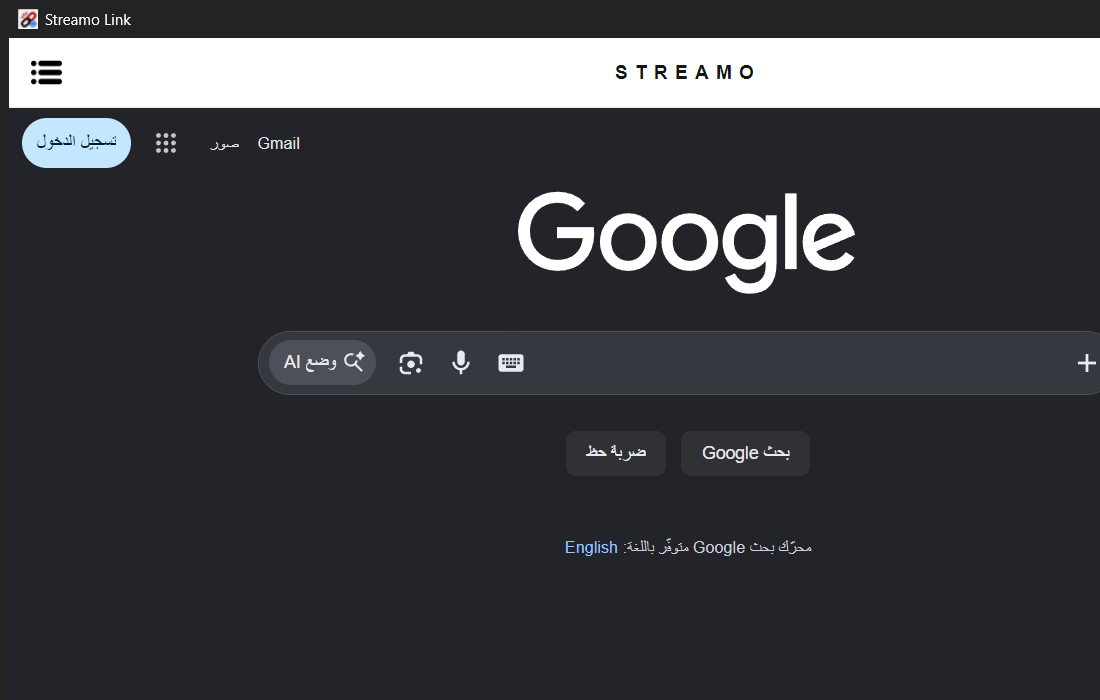 Streamo Link
STREAMO
تسجيل الدخول صور Gmail
Google
وضع AI
ضربة حظ بحث Google
محرّك بحث Google متوفّر باللغة: English